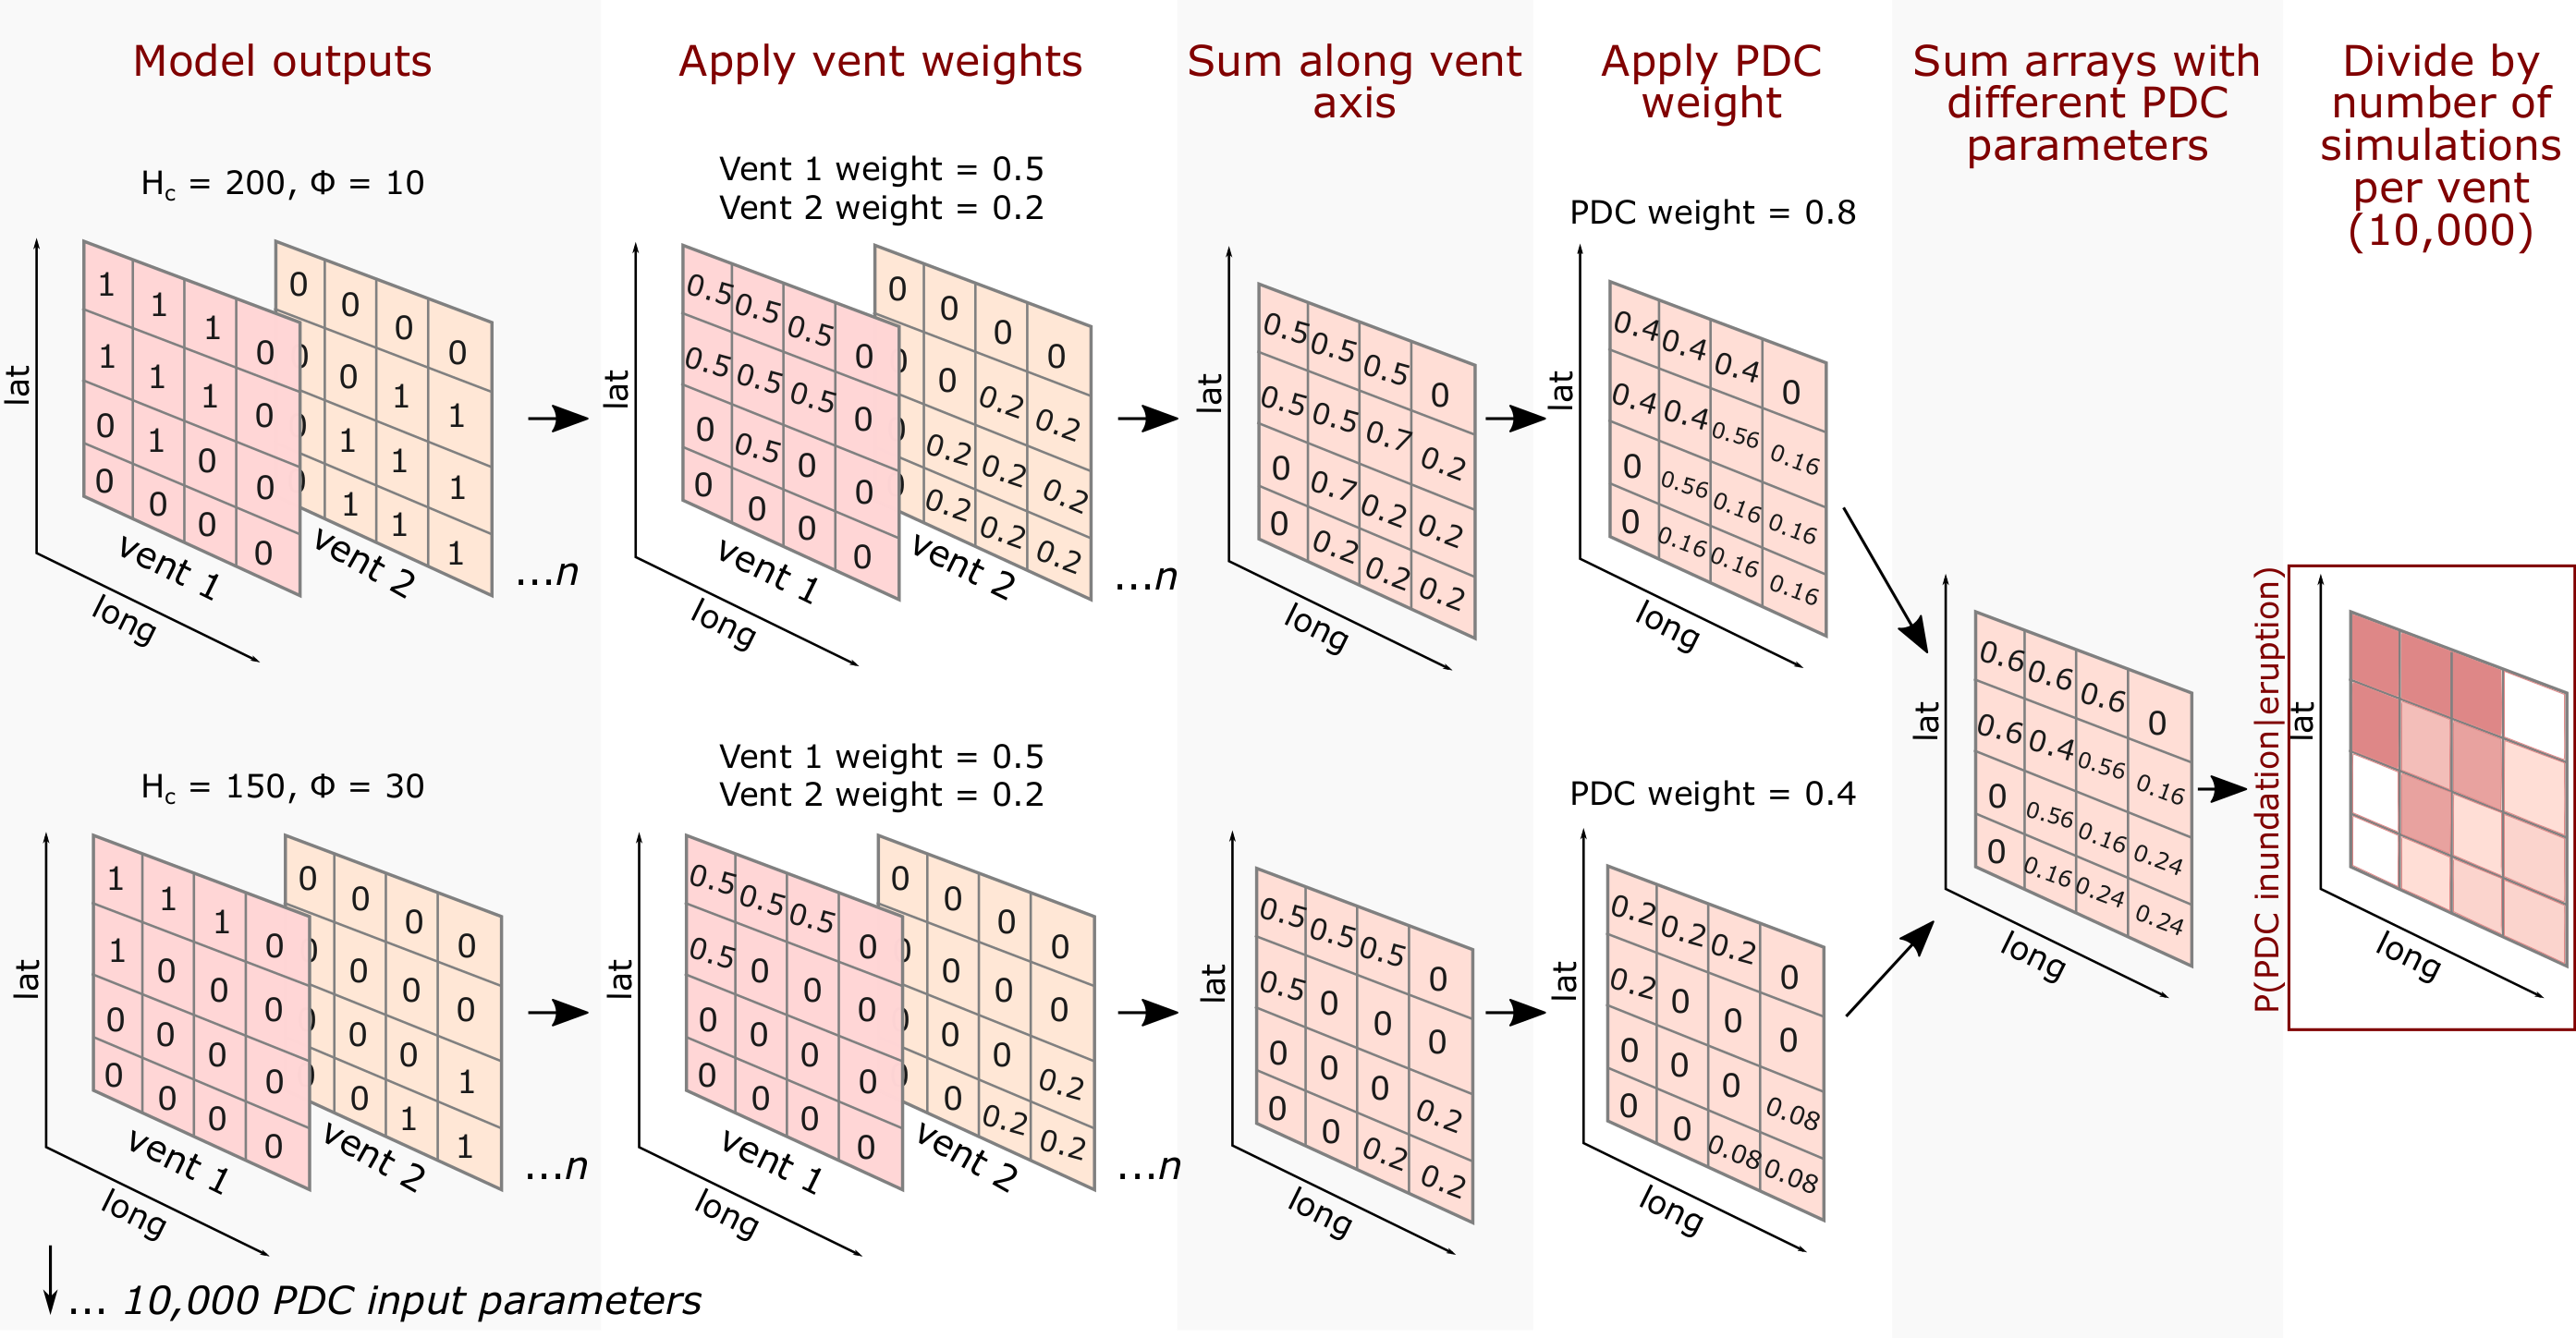 Model outputs
Apply vent weights
Sum along vent
axis
Apply PDC
weight
Sum arrays with
different PDC
parameters
Divide by
number of
simulations
per vent
(10,000)
Hc = 200, Φ = 10
lat
1 1 1 0
1 1 1 0
0 1 0 0
0 0 0 0
vent 1
long
0 0 0 0
0 0 1 1
0 1 1 1
0 1 1 1
vent 2
...n
Vent 1 weight = 0.5
Vent 2 weight = 0.2
lat
0.5 0.5 0.5 0
0.5 0.5 0.5 0
0 0.5 0 0
0 0 0 0
vent 1
long
0 0 0 0
0 0 0.2 0.2
0 0.2 0.2 0.2
0 0.2 0.2 0.2
vent 2
...n
lat
0.5 0.5 0.5 0
0.5 0.5 0.7 0.2
0 0.7 0.2 0.2
0 0.2 0.2 0.2
long
PDC weight = 0.8
lat
0.4 0.4 0.4 0
0.4 0.4 0.56 0.16
0 0.56 0.16 0.16
0 0.16 0.16 0.16
long
Hc = 150, Φ = 30
lat
1 1 1 0
1 0 0 0
0 0 0 0
0 0 0 0
vent 1
long
0 0 0 0
0 0 0 0
0 0 0 1
0 0 1 1
vent 2
...n
Vent 1 weight = 0.5
Vent 2 weight = 0.2
lat
0.5 0.5 0.5 0
0.5 0 0 0
0 0 0 0
0 0 0 0
vent 1
long
0 0 0 0
0 0 0 0
0 0 0 0.2
0 0 0.2 0.2
vent 2
...n
lat
0.5 0.5 0.5 0
0.5 0 0 0
0 0 0 0.2
0 0 0.2 0.2
long
PDC weight = 0.4
lat
0.2 0.2 0.2 0
0.2 0 0 0
0 0 0 0.08
0 0 0.08 0.08
long
lat
0.6 0.6 0.6 0
0.6 0.4 0.56 0.16
0 0.56 0.16 0.24
0 0.16 0.24 0.24
long
P(PDC inundation|eruption)
lat
long
... 10,000 PDC input parameters